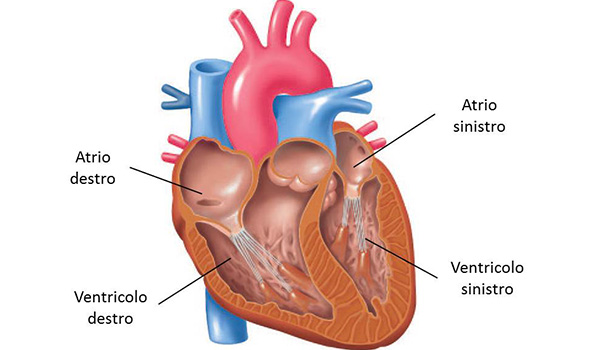 Atrio
destro
Ventricolo
destro
Atrio
sinistro
Ventricolo
sinistro